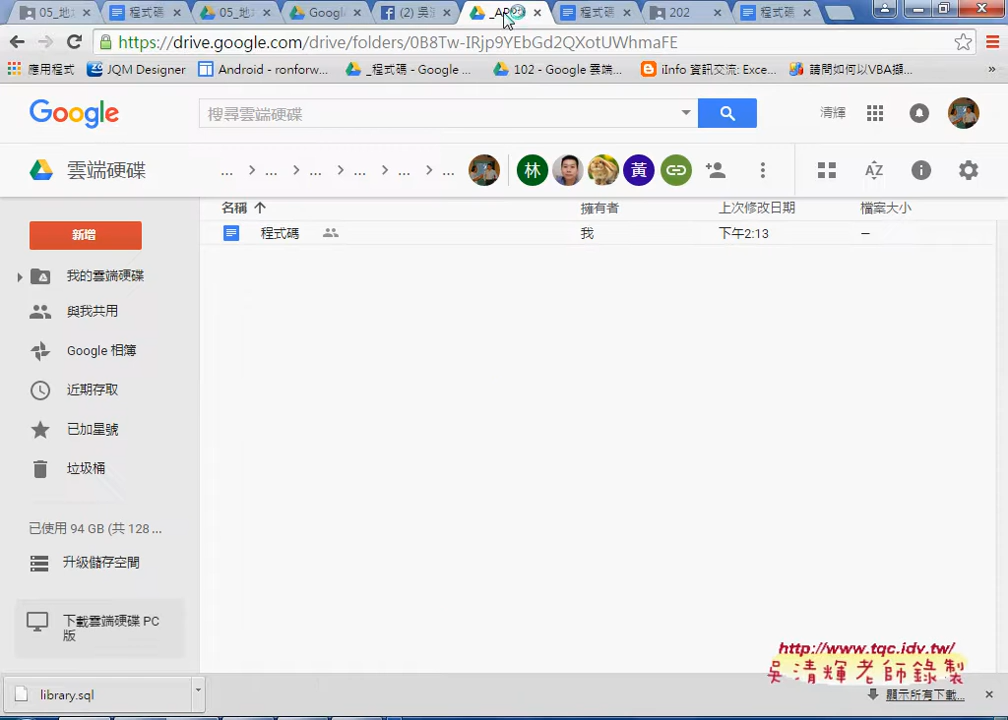 05_地
程式碼
05_地
Google
(2) 吳
_AP
程式碼
202
程式碼
https://drive.google.com/drive/folders/0B8Tw-IRjp9YEbGd2QXotUWhmaFE
應用程式
JQM Designer
Android - ronforw...
_程式碼 - Google ...
102 - Google 雲端...
iInfo 資訊交流: Exce...
請問如何以VBA擷...
»
Google
搜尋雲端硬碟
清輝
雲端硬碟
... > ... > ... > ... > ... > ...
林
黃
AZ
新增
名稱
擁有者
上次修改日期
檔案大小
程式碼
我
下午2:13
—
我的雲端硬碟
與我共用
Google 相簿
近期存取
已加星號
垃圾桶
已使用 94 GB (共 128 ...
升級儲存空間
下載雲端硬碟 PC
版
http://www.tqc.idv.tw/
吳清輝老師錄製
library.sql
顯示所有下載...